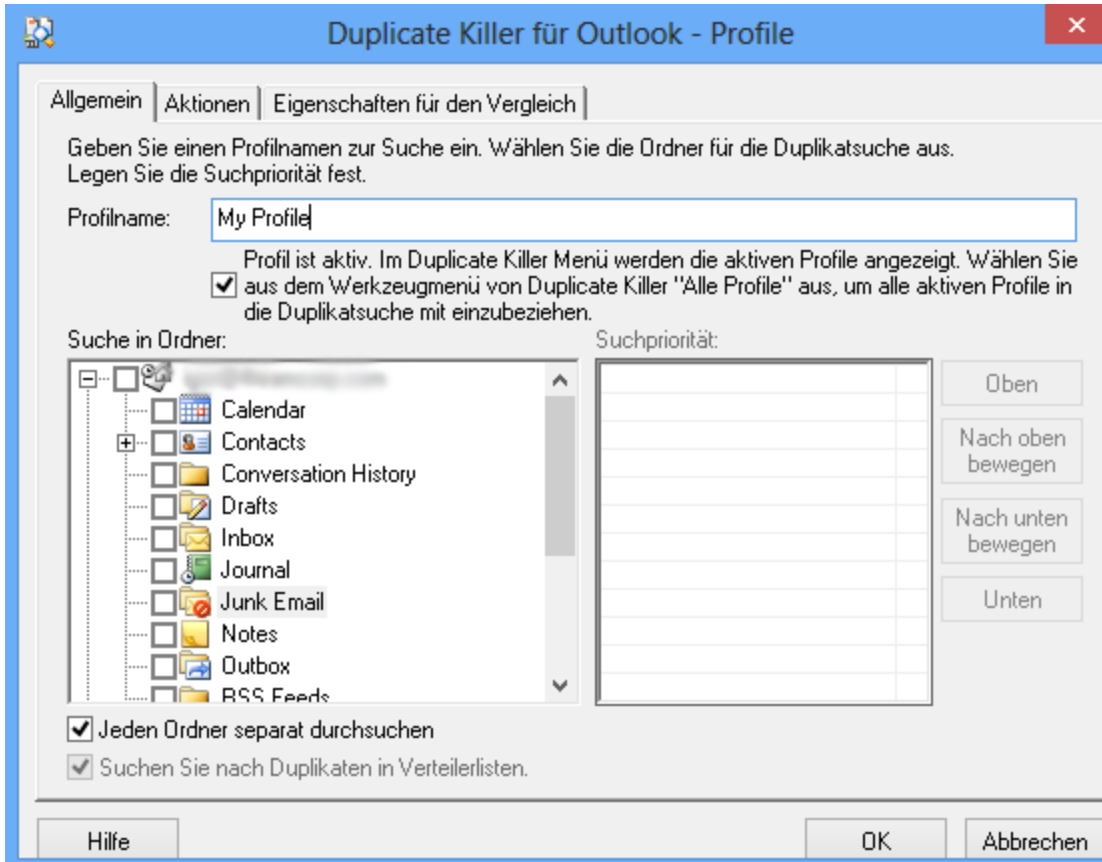 Duplicate Killer für Outlook - Profile
Allgemein
Aktionen
Eigenschaften für den Vergleich
Geben Sie einen Profilnamen zur Suche ein. Wählen Sie die Ordner für die Duplikatsuche aus.
Legen Sie die Suchpriorität fest.
Profilname:
My Profile
Profil ist aktiv. Im Duplicate Killer Menü werden die aktiven Profile angezeigt. Wählen Sie
aus dem Werkzeugmenü von Duplicate Killer "Alle Profile" aus, um alle aktiven Profile in
die Duplikatsuche mit einzubeziehen.
Suche in Ordner:
Suchpriorität:
Calendar
Contacts
Conversation History
Drafts
Inbox
Journal
Junk Email
Notes
Outbox
RSS Feeds
Oben
Nach oben
bewegen
Nach unten
bewegen
Unten
Jeden Ordner separat durchsuchen
Suchen Sie nach Duplikaten in Verteilerlisten.
Hilfe
OK
Abbrechen